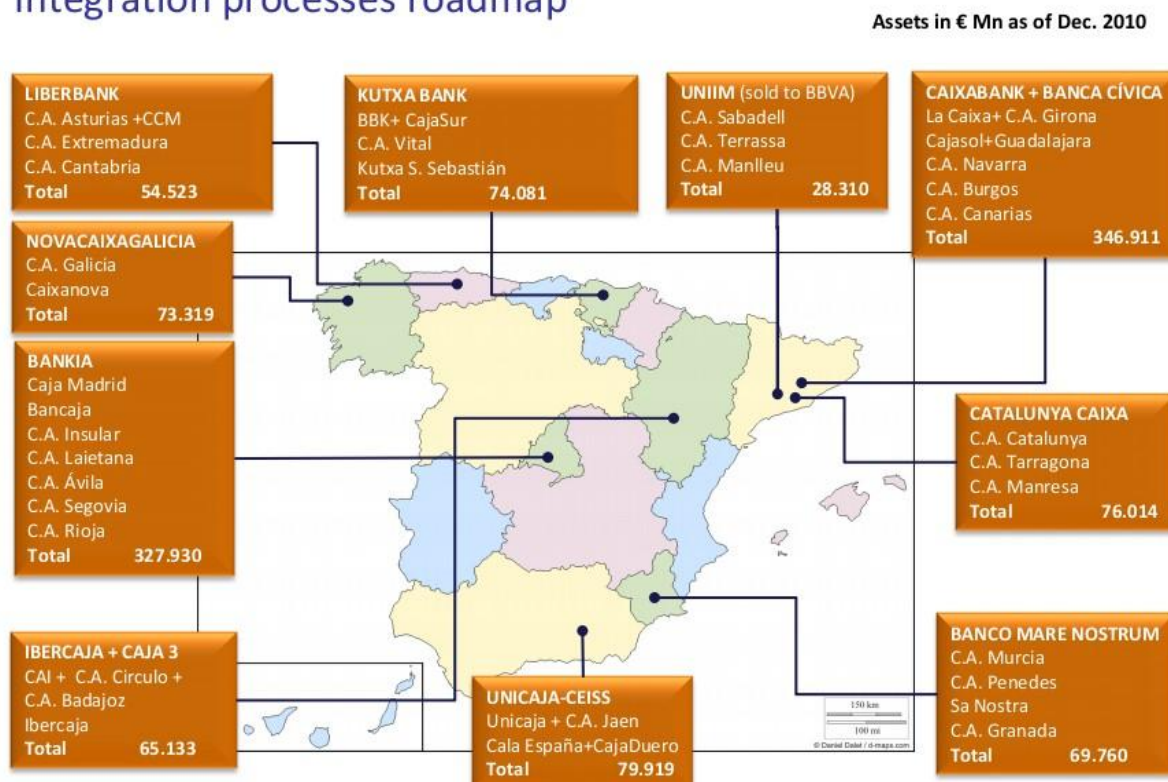 Integration processes roadmap
Assets in € Mn as of Dec. 2010
LIBERBANK
C.A. Asturias +CCM
C.A. Extremadura
C.A. Cantabria
Total 54.523
KUTXA BANK
BBK+ CajaSur
C.A. Vital
Kutxa S. Sebastián
Total 74.081
UNIIM (sold to BBVA)
C.A. Sabadell
C.A. Terrassa
C.A. Manlleu
Total 28.310
CAIXABANK + BANCA CÍVICA
La Caixa+ C.A. Girona
Cajasol+Guadalajara
C.A. Navarra
C.A. Burgos
C.A. Canarias
Total 346.911
NOVACAIXAGALICIA
C.A. Galicia
Caixanova
Total 73.319
BANKIA
Caja Madrid
Bancaja
C.A. Insular
C.A. Laietana
C.A. Ávila
C.A. Segovia
C.A. Rioja
Total 327.930
CATALUNYA CAIXA
C.A. Catalunya
C.A. Tarragona
C.A. Manresa
Total 76.014
IBERCAJA + CAJA 3
CAI + C.A. Circulo +
C.A. Badajoz
Ibercaja
Total 65.133
UNICAJA-CEISS
Unicaja + C.A. Jaen
Cala España+CajaDuero
Total 79.919
BANCO MARE NOSTRUM
C.A. Murcia
C.A. Penedes
Sa Nostra
C.A. Granada
Total 69.760
150 km
100 mi
© Daniel Dalet / d-maps.com